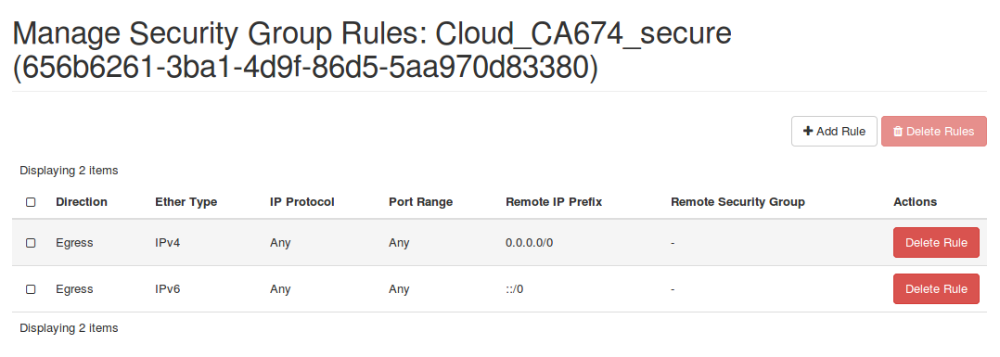 Manage Security Group Rules: Cloud_CA674_secure
(656b6261-3ba1-4d9f-86d5-5aa970d83380)
Add Rule Delete Rules
Displaying 2 items
Direction Ether Type IP Protocol Port Range Remote IP Prefix Remote Security Group Actions
Egress IPv4 Any Any 0.0.0.0/0 - Delete Rule
Egress IPv6 Any Any ::/0 - Delete Rule
Displaying 2 items